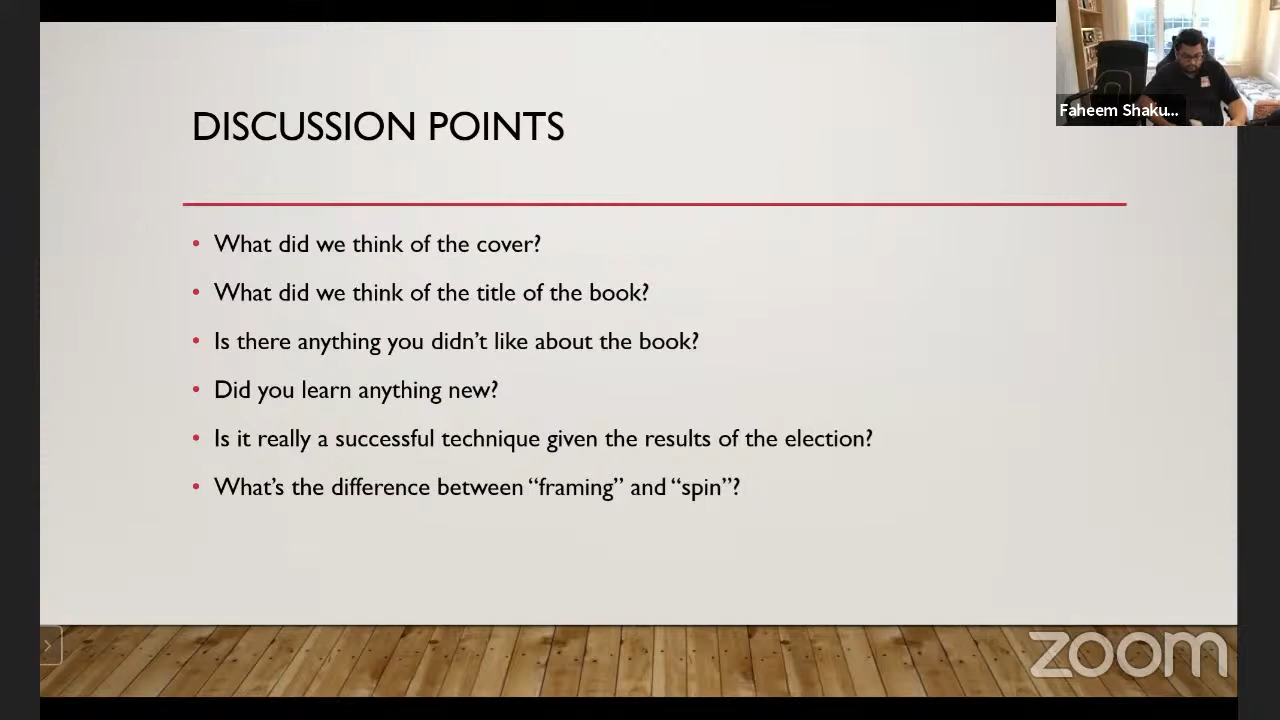 DISCUSSION POINTS
Faheem Shaku...
• What did we think of the cover?
• What did we think of the title of the book?
• Is there anything you didn’t like about the book?
• Did you learn anything new?
• Is it really a successful technique given the results of the election?
• What’s the difference between “framing” and “spin”?
zoom